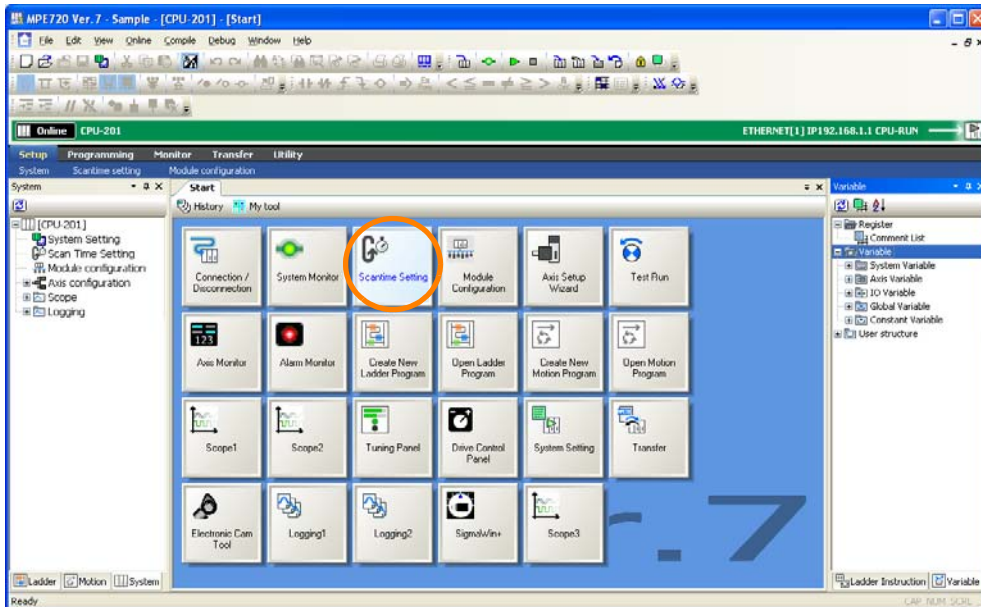 MPE720 Ver. 7 - Sample - [CPU-201] - [Start]
File Edit View Online Compile Debug Window Help
Online CPU-201 ETHERNET[1] IP192.168.1.1 CPU-RUN
Setup Programming Monitor Transfer Utility
System Scantime setting Module configuration
System
Start
Variable
History My tool
[CPU-201]
System Setting
Scan Time Setting
Module configuration
Axis configuration
Scope
Logging
Connection / Disconnection
System Monitor
Scantime Setting
Module Configuration
Axis Setup Wizard
Test Run
Axis Monitor
Alarm Monitor
Create New Ladder Program
Open Ladder Program
Create New Motion Program
Open Motion Program
Scope1
Scope2
Tuning Panel
Drive Control Panel
System Setting
Transfer
Electronic Cam Tool
Logging1
Logging2
SigmaWin+
Scope3
r.7
Register
Comment List
Variable
System Variable
Axis Variable
IO Variable
Global Variable
Constant Variable
User structure
Ladder Motion System
Ladder Instruction Variable
Ready
CAP NUM SCRL